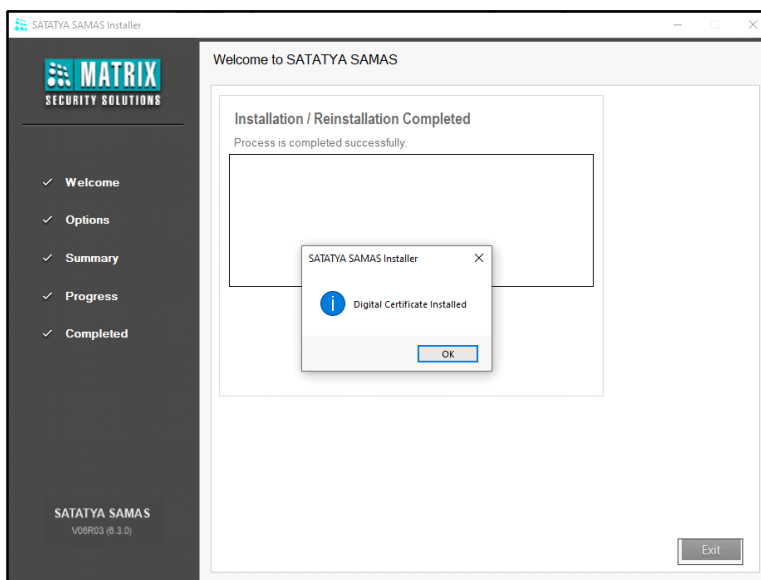 SATATYA SAMAS Installer
MATRIX
SECURITY SOLUTIONS
Welcome
Options
Summary
Progress
Completed
SATATYA SAMAS
V06R03 (6.3.0)
Welcome to SATATYA SAMAS
Installation / Reinstallation Completed
Process is completed successfully.
SATATYA SAMAS Installer
Digital Certificate Installed
OK
Exit